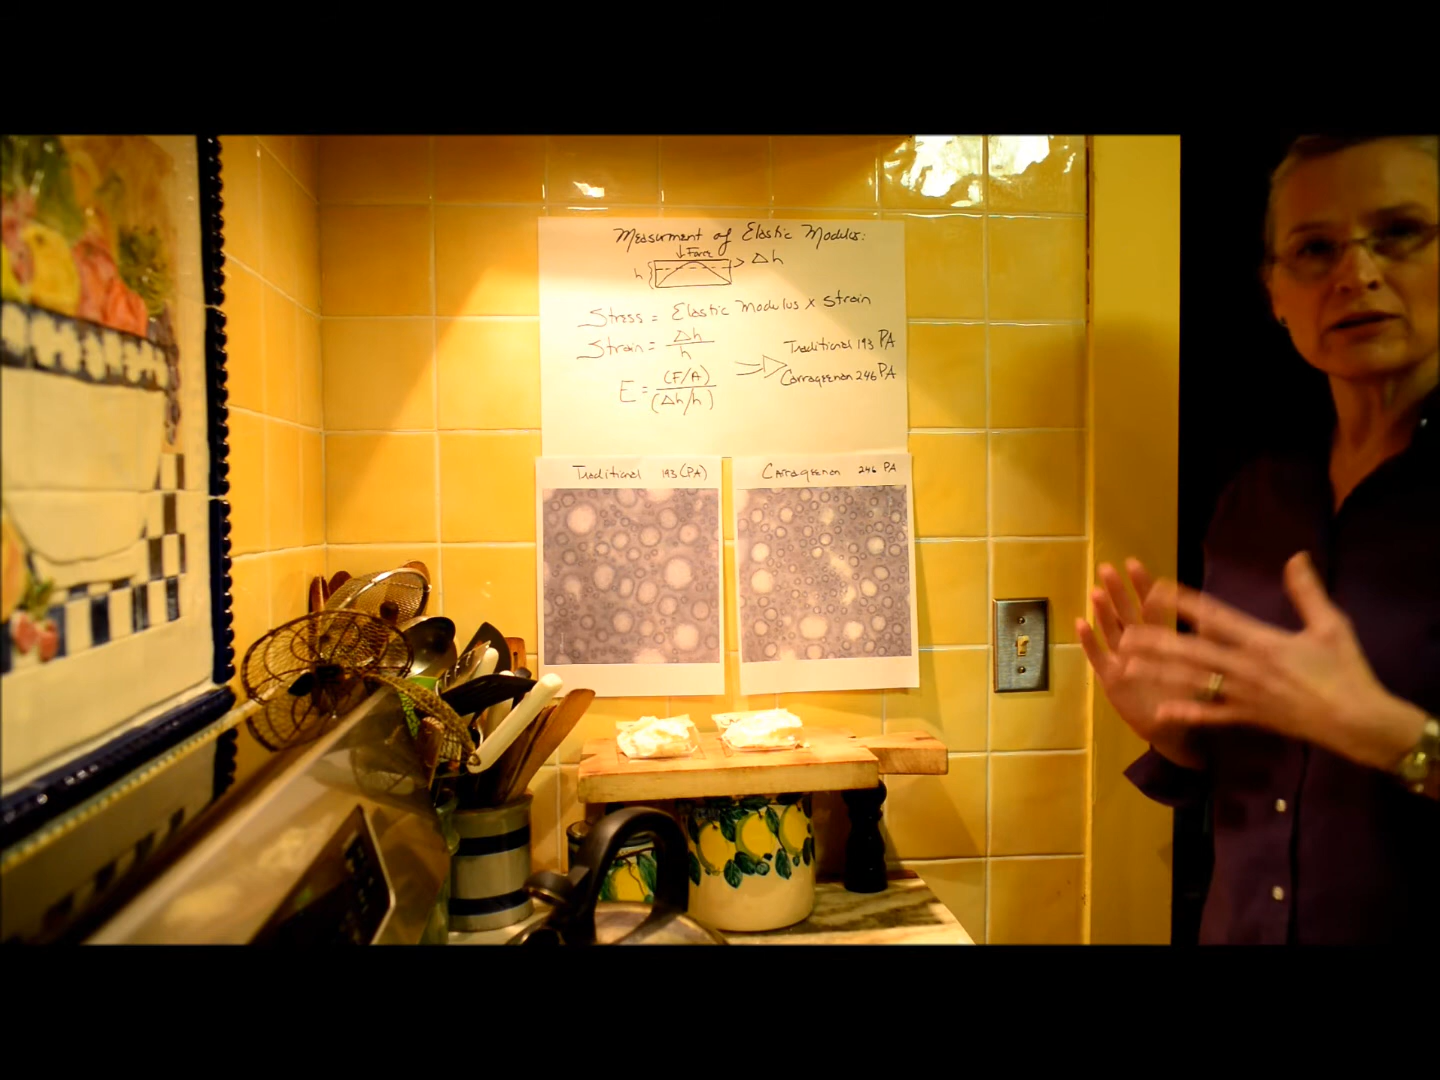 Measurment of Elastic Modulus:
↓Force
h
Δh
Stress = Elastic Modulus x Strain
Strain = Δh/h
Traditional 193 PA
Carrageenan 246 PA
E = (F/A)/(Δh/h)
Traditional 193 (PA)
Carrageenan 246 PA